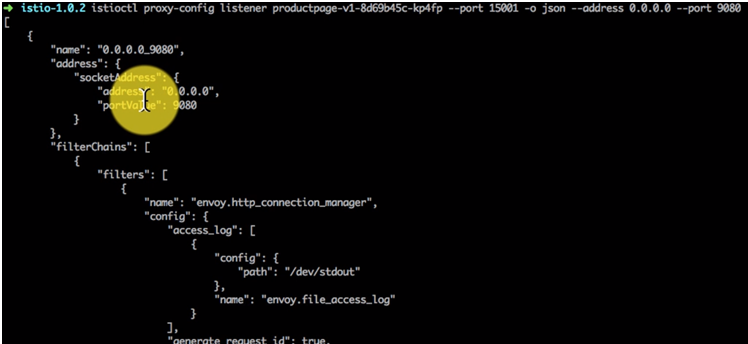 ➜ istio-1.0.2 istioctl proxy-config listener productpage-v1-8d69b45c-kp4fp --port 15001 -o json --address 0.0.0.0 --port 9080
[
    {
        "name": "0.0.0.0_9080",
        "address": {
            "socketAddress": {
                "address": "0.0.0.0",
                "portValue": 9080
            }
        },
        "filterChains": [
            {
                "filters": [
                    {
                        "name": "envoy.http_connection_manager",
                        "config": {
                            "access_log": [
                                {
                                    "config": {
                                        "path": "/dev/stdout"
                                    },
                                    "name": "envoy.file_access_log"
                                }
                            ],
                            "generate_request_id": true,